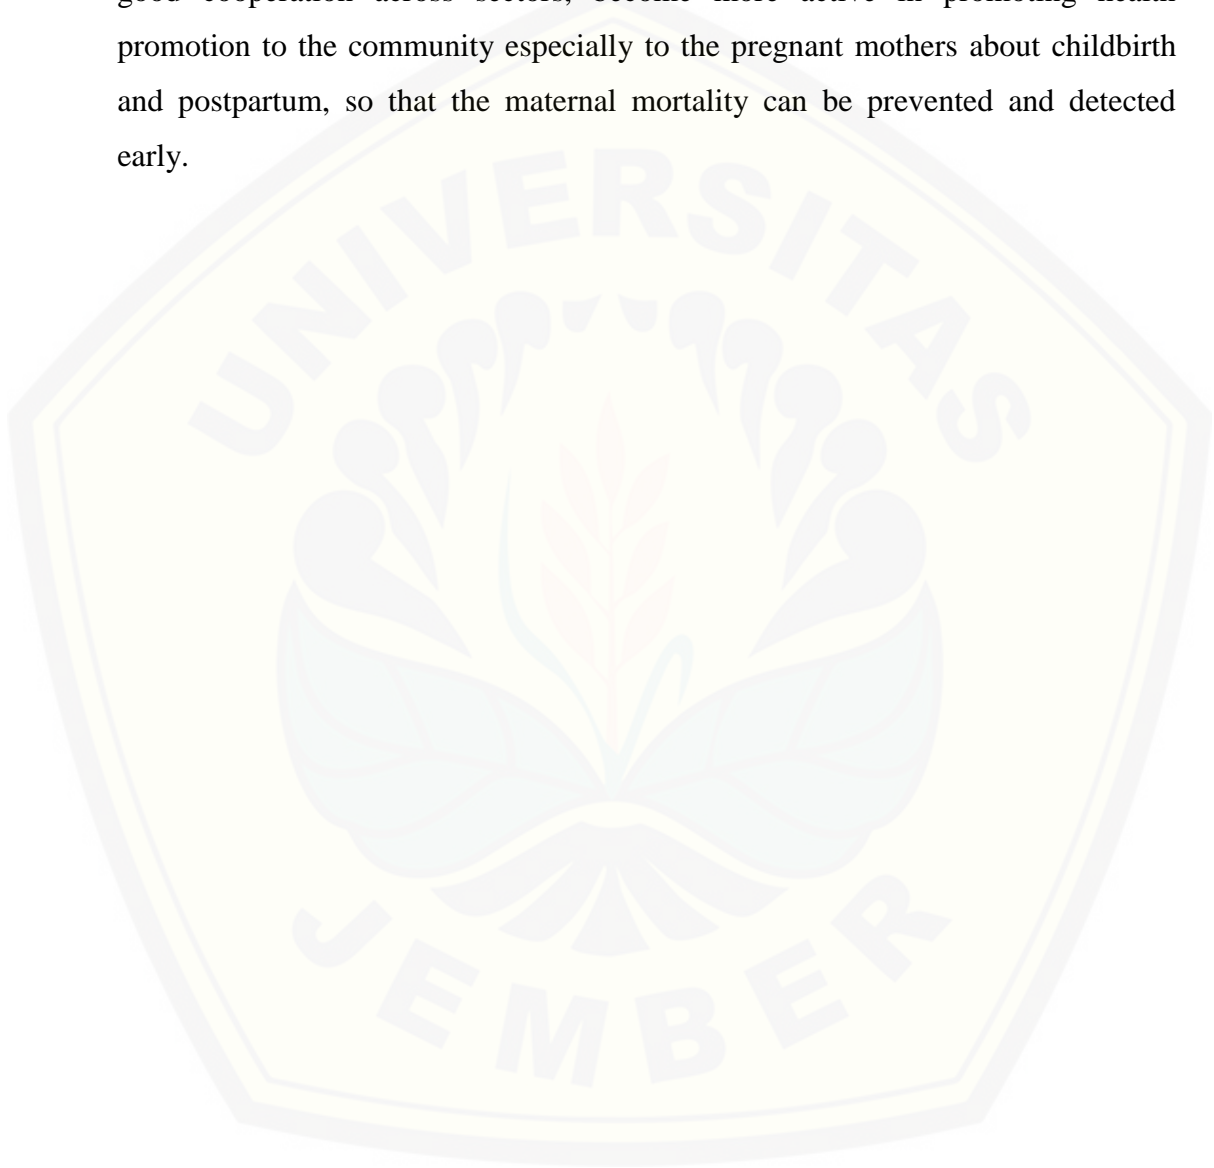 good cooperation across sectors, become more active in promoting health
promotion to the community especially to the pregnant mothers about childbirth
and postpartum, so that the maternal mortality can be prevented and detected
early.
UNIVERSITAS
JEMBER